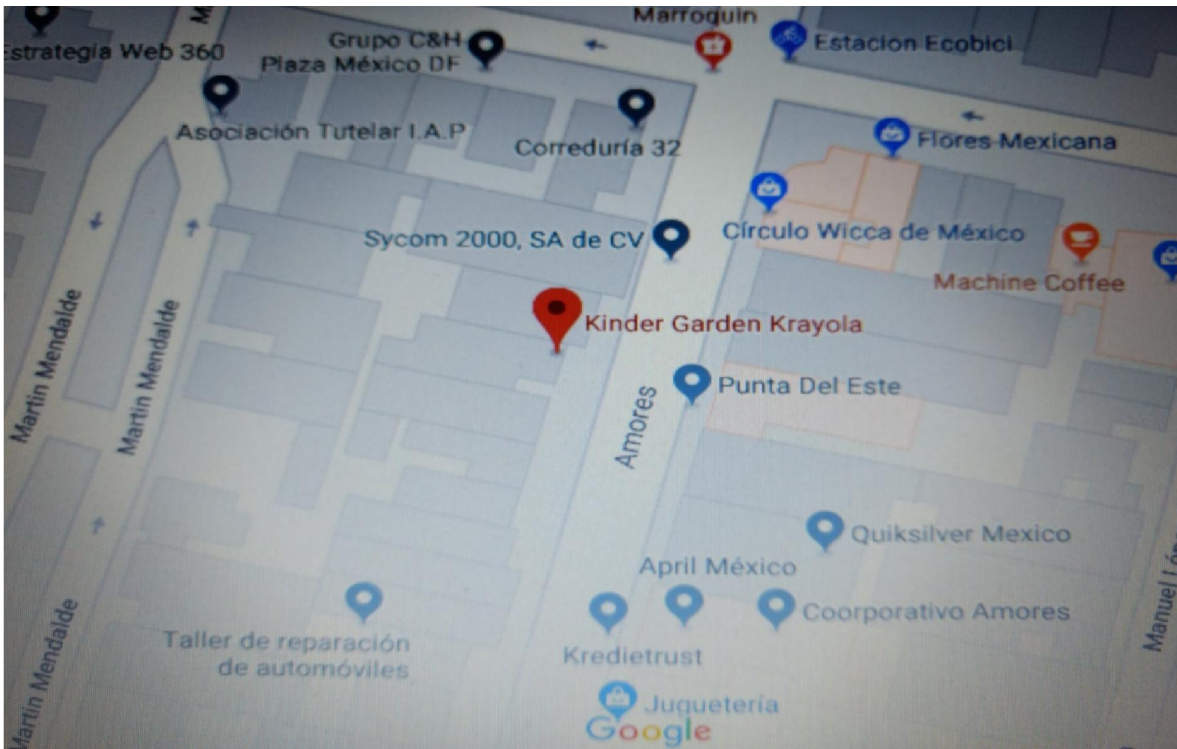 Marroquin
Estrategia Web 360
Grupo C&H
Plaza México DF
Estacion Ecobici
Asociación Tutelar I.A.P
Correduría 32
Flores Mexicana
Sycom 2000, SA de CV
Círculo Wicca de México
Machine Coffee
Martin Mendalde
Martin Mendalde
Kinder Garden Krayola
Punta Del Este
Amores
Quiksilver Mexico
April México
Coorporativo Amores
Taller de reparación
de automóviles
Kredietrust
Martin Mendalde
Manuel
Juguetería
Google